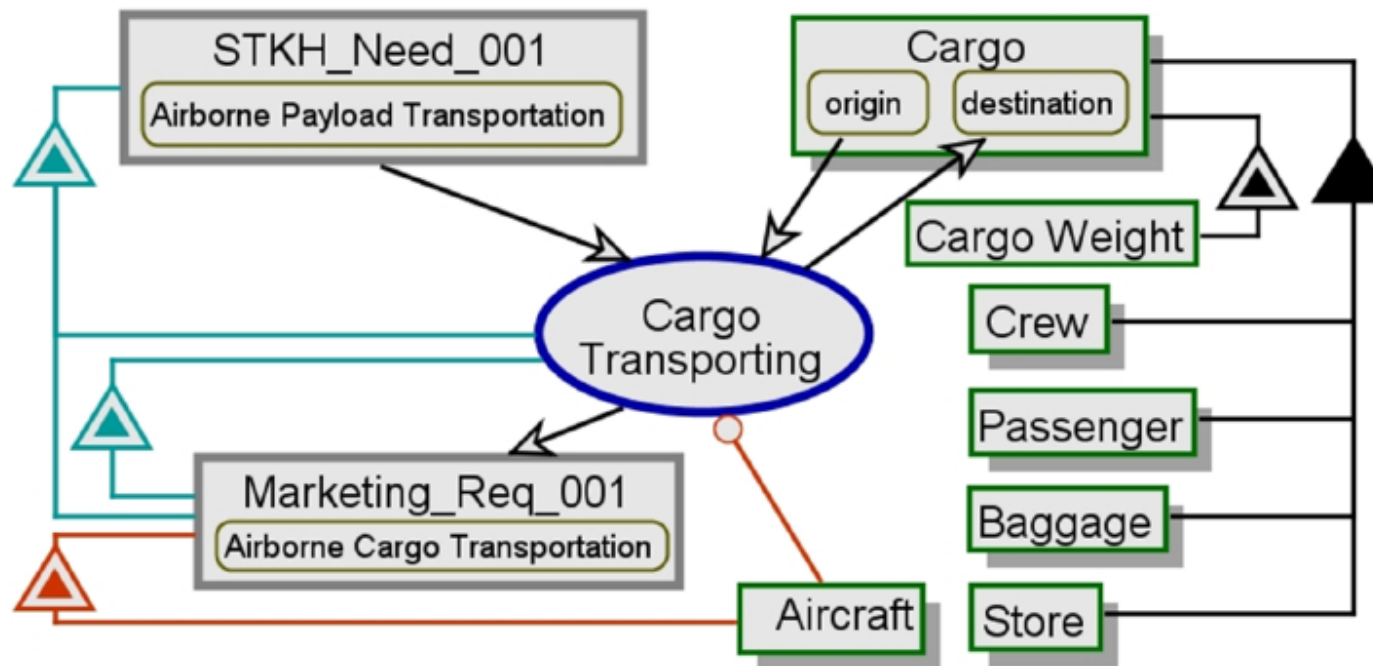 STKH_Need_001
Airborne Payload Transportation
Cargo
origin
destination
Cargo Weight
Cargo
Transporting
Crew
Passenger
Marketing_Req_001
Airborne Cargo Transportation
Baggage
Aircraft
Store